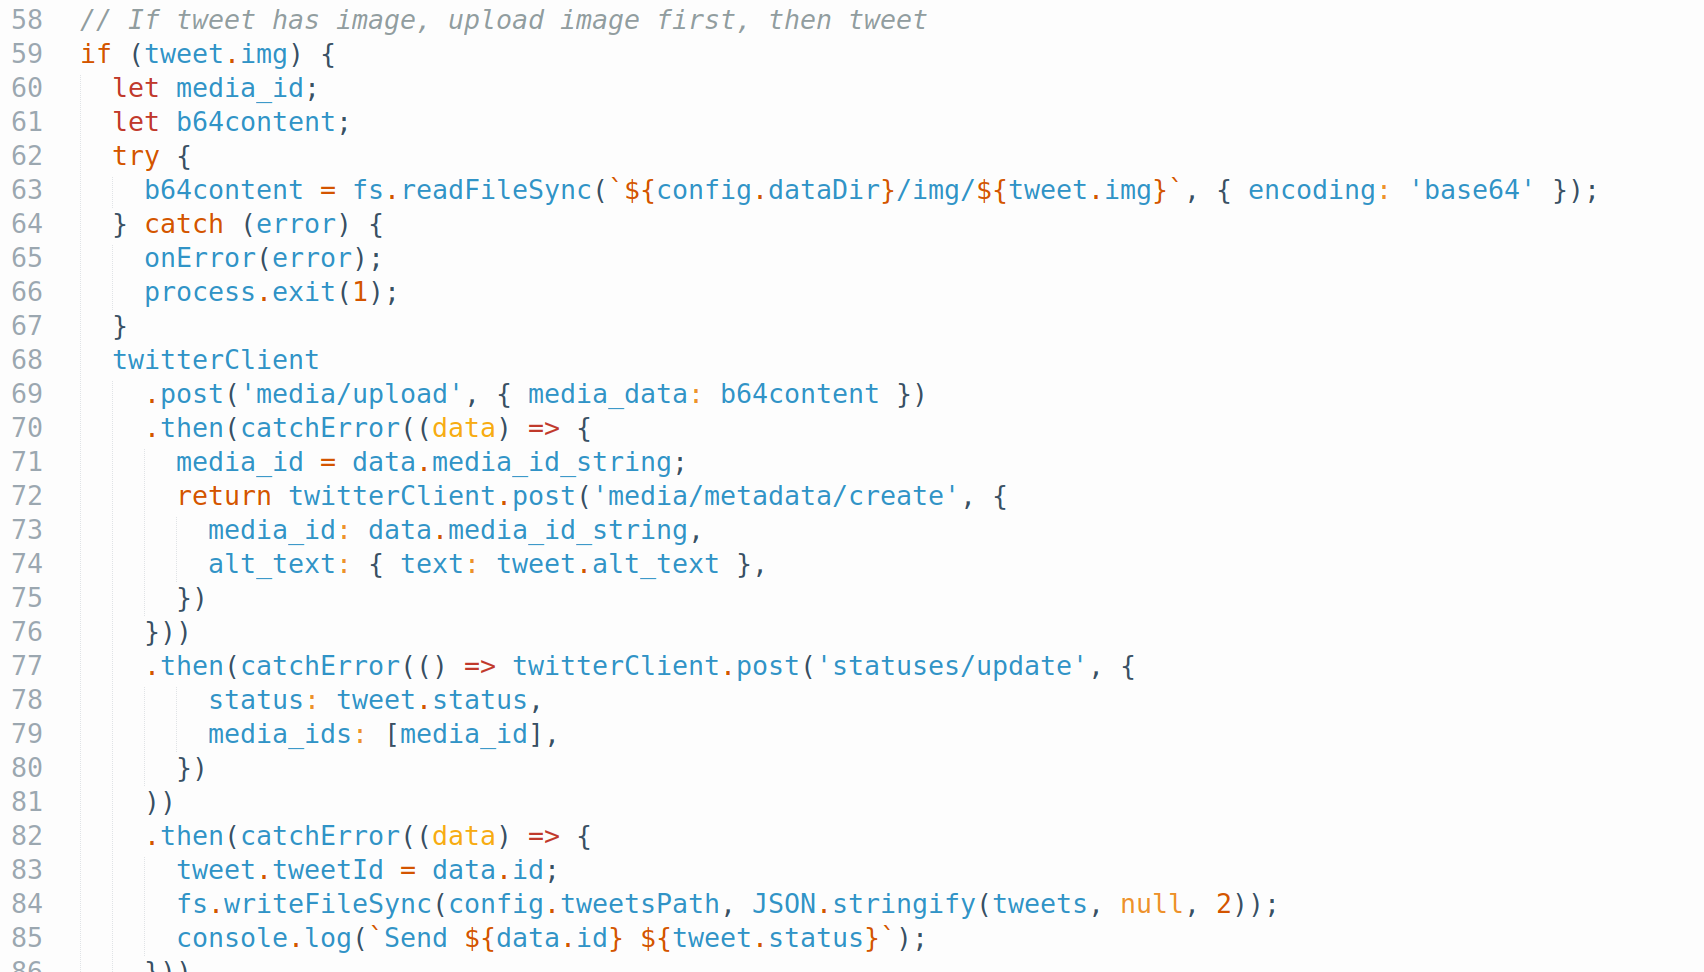 58 // If tweet has image, upload image first, then tweet
59 if (tweet.img) {
60   let media_id;
61   let b64content;
62   try {
63     b64content = fs.readFileSync(`${config.dataDir}/img/${tweet.img}`, { encoding: 'base64' });
64   } catch (error) {
65     onError(error);
66     process.exit(1);
67   }
68   twitterClient
69     .post('media/upload', { media_data: b64content })
70     .then(catchError((data) => {
71       media_id = data.media_id_string;
72       return twitterClient.post('media/metadata/create', {
73         media_id: data.media_id_string,
74         alt_text: { text: tweet.alt_text },
75       })
76     }))
77     .then(catchError(() => twitterClient.post('statuses/update', {
78         status: tweet.status,
79         media_ids: [media_id],
80       })
81     ))
82     .then(catchError((data) => {
83       tweet.tweetId = data.id;
84       fs.writeFileSync(config.tweetsPath, JSON.stringify(tweets, null, 2));
85       console.log(`Send ${data.id} ${tweet.status}`);
86     }))